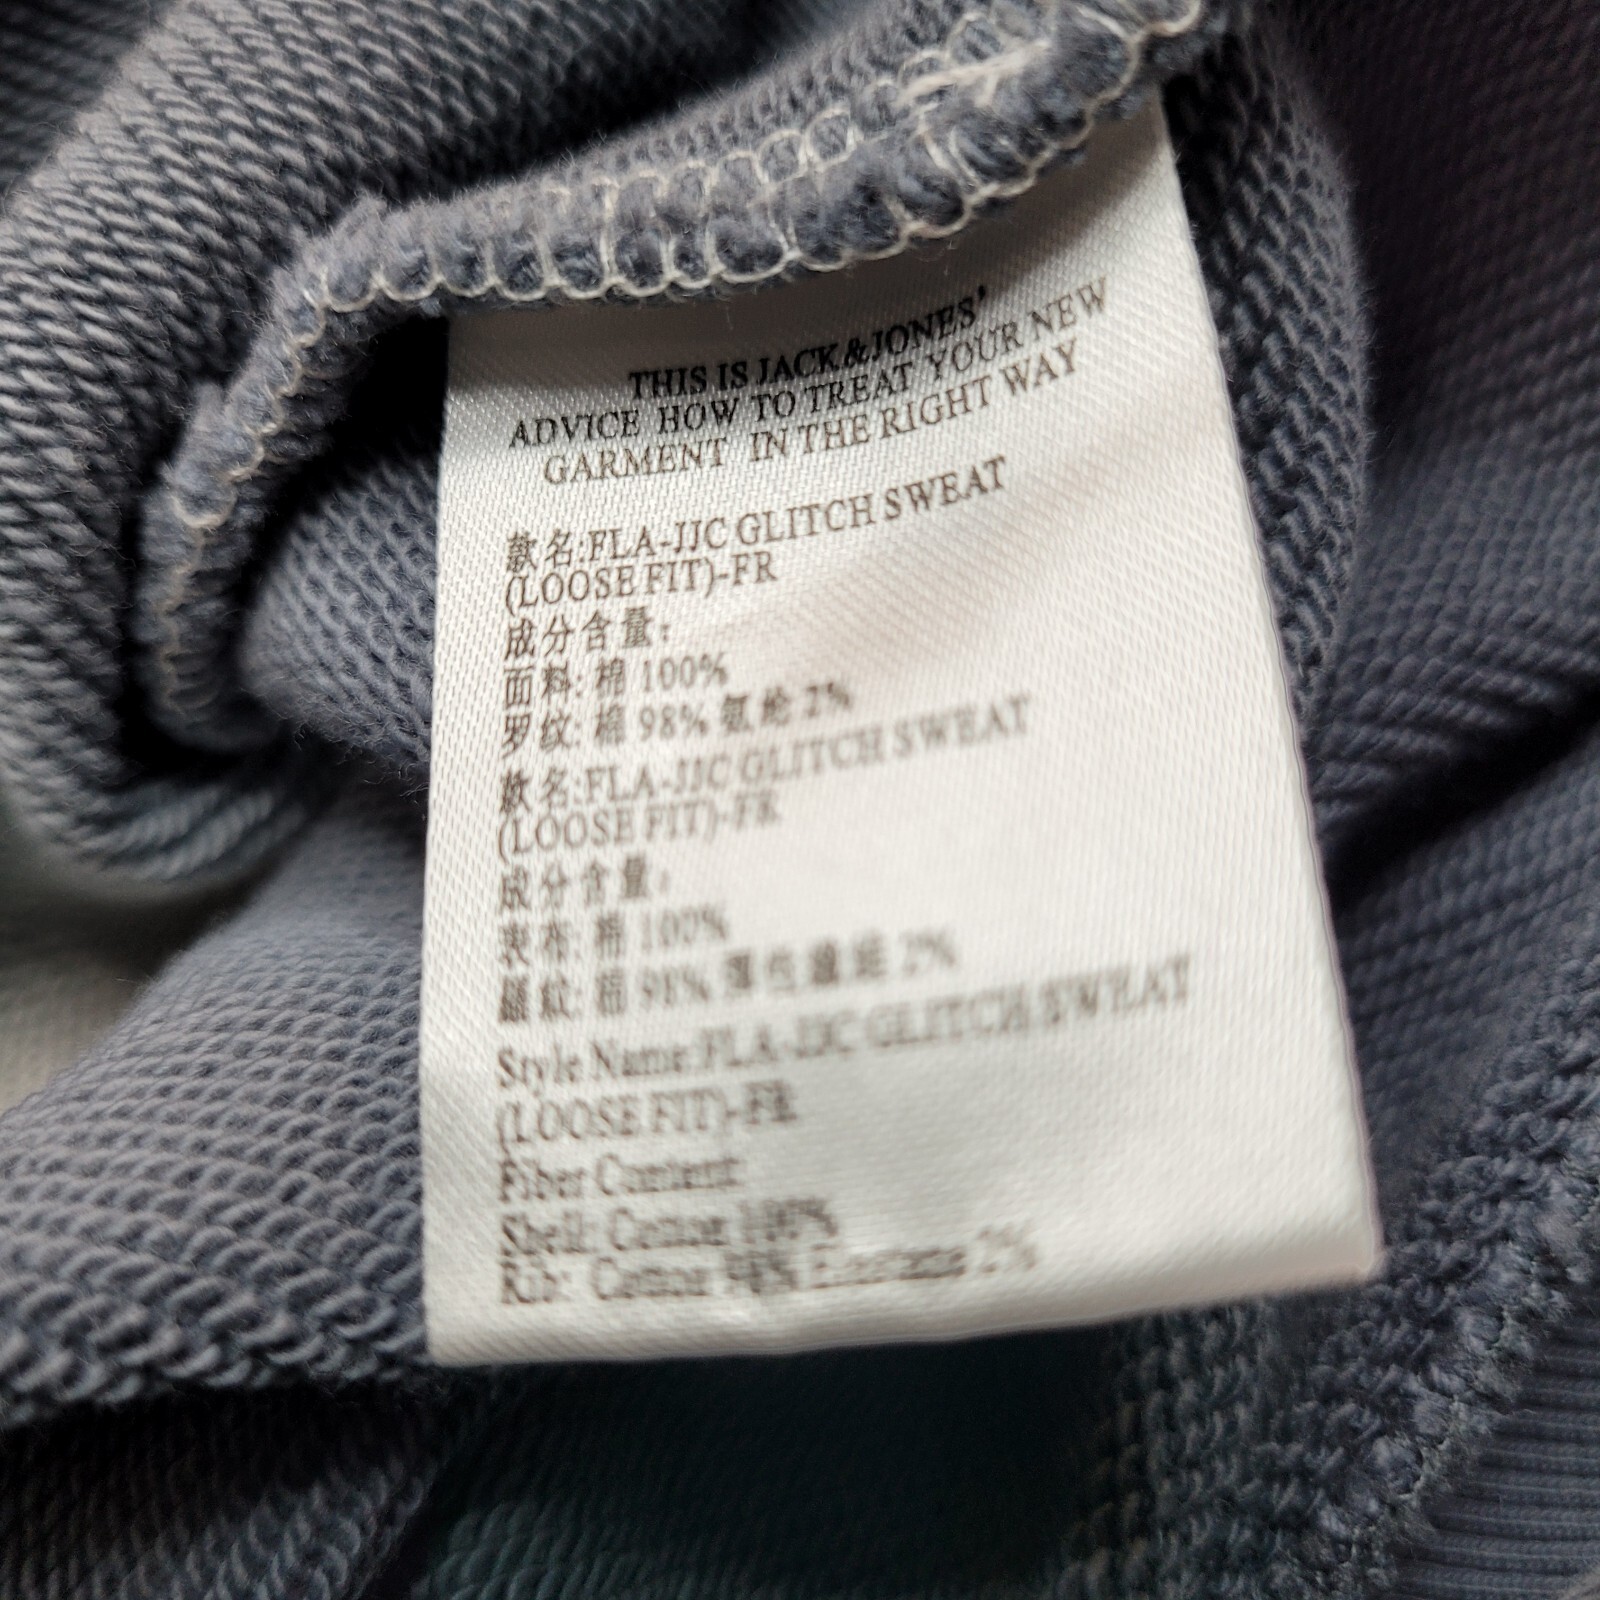 THIS IS JACK&JONES'
ADVICE HOW TO TREAT YOUR NEW
GARMENT IN THE RIGHT WAY
款名:FLA-JJC GLITCH SWEAT
(LOOSE FIT)-FR
成分含量:
面料: 棉 100%
罗纹: 棉 98% 氨纶 2%
款名:FLA-JJC GLITCH SWEAT
(LOOSE FIT)-FR
成分含量:
表布: 棉 100%
羅紋: 棉 98% 彈性纖維 2%
Style Name:FLA-JJC GLITCH SWEAT
(LOOSE FIT)-FR
Fiber Content:
Shell: Cotton 100%
Rib: Cotton 98% Elastane 2%